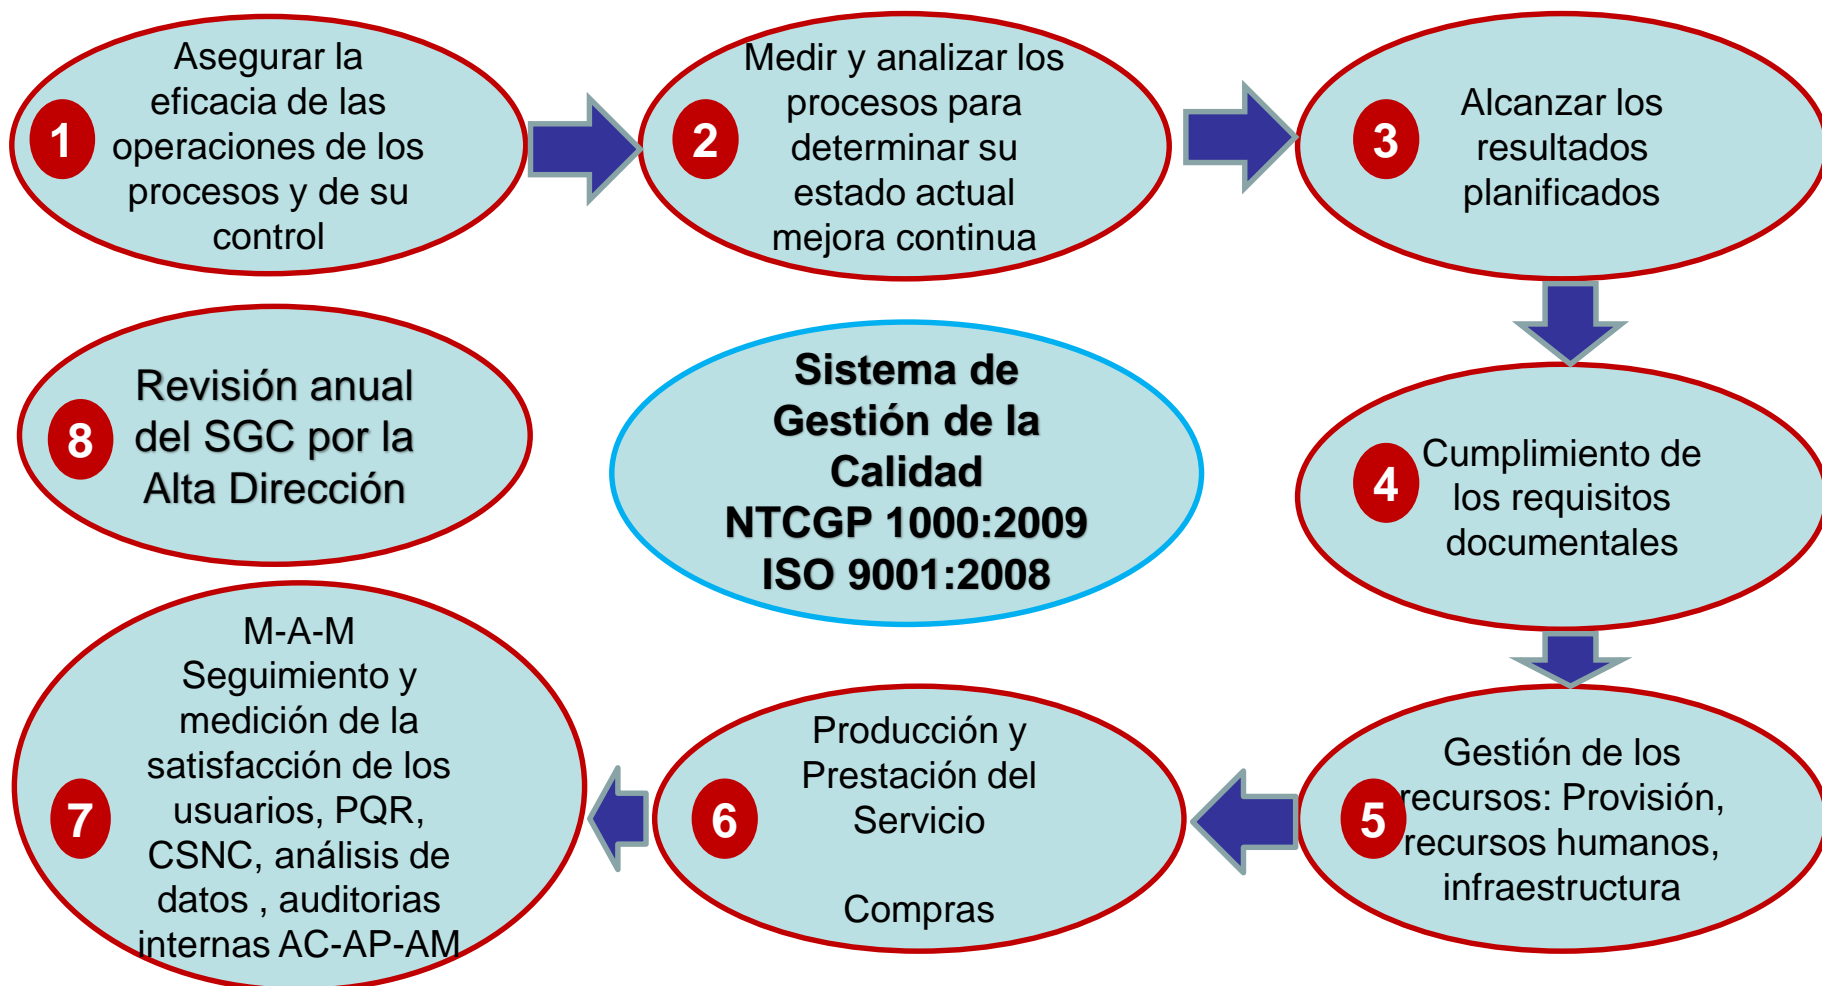 1
Asegurar la
eficacia de las
operaciones de los
procesos y de su
control
2
Medir y analizar los
procesos para
determinar su
estado actual
mejora continua
3
Alcanzar los
resultados
planificados
4
Cumplimiento de
los requisitos
documentales
5
Gestión de los
recursos: Provisión,
recursos humanos,
infraestructura
6
Producción y
Prestación del
Servicio
Compras
7
M-A-M
Seguimiento y
medición de la
satisfacción de los
usuarios, PQR,
CSNC, análisis de
datos , auditorias
internas AC-AP-AM
8
Revisión anual
del SGC por la
Alta Dirección
Sistema de
Gestión de la
Calidad
NTCGP 1000:2009
ISO 9001:2008